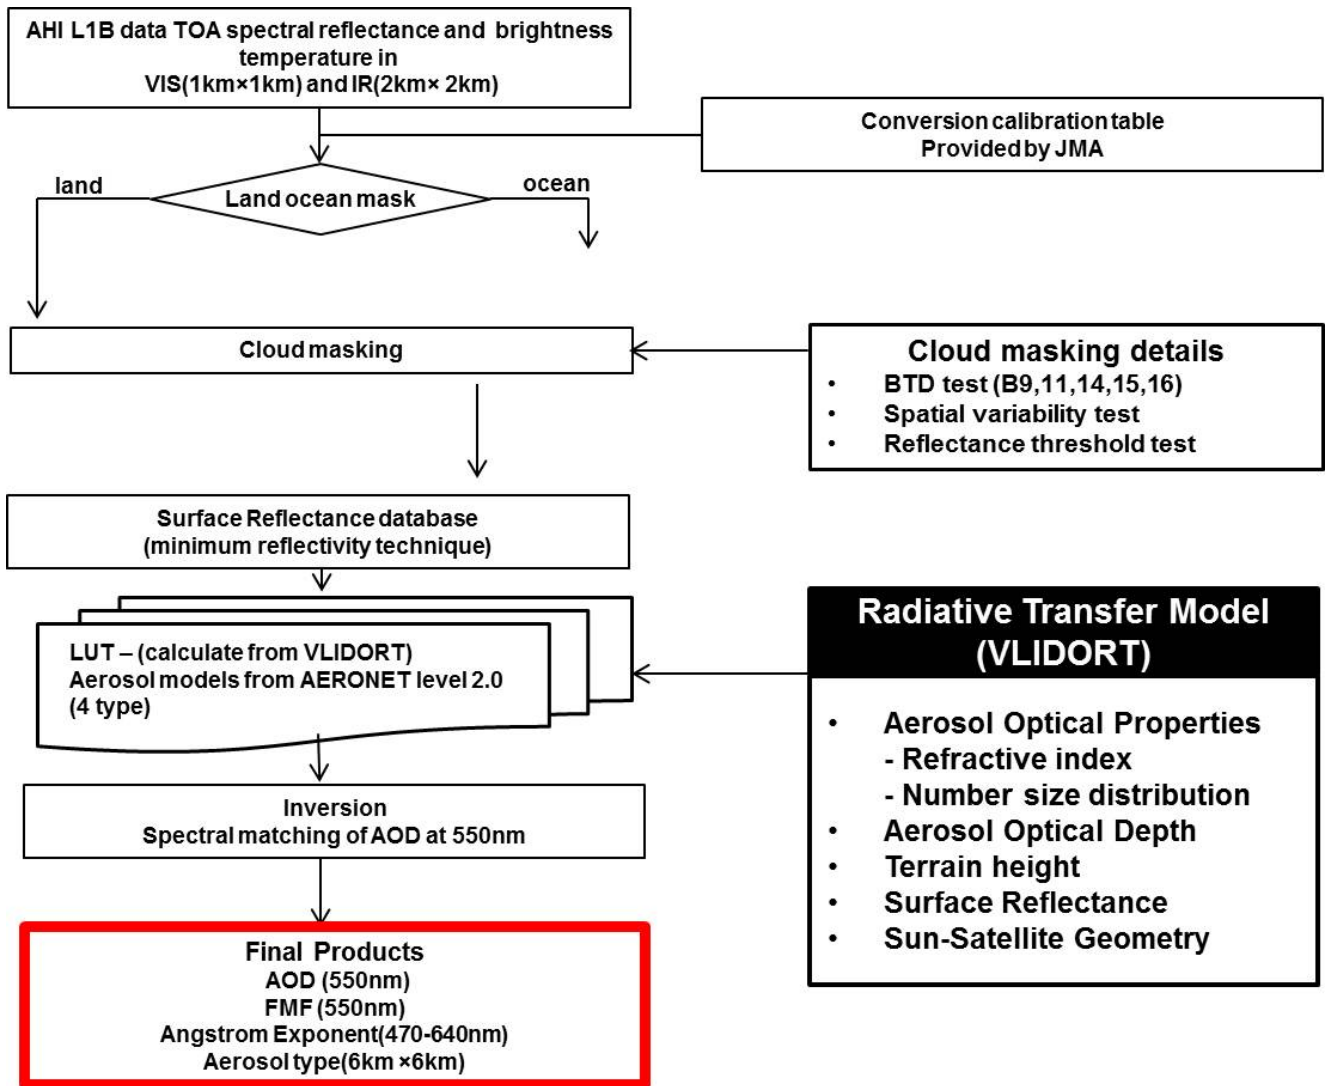 AHI L1B data TOA spectral reflectance and brightness
temperature in
VIS(1km×1km) and IR(2km× 2km)
Conversion calibration table
Provided by JMA
land
Land ocean mask
ocean
Cloud masking
Cloud masking details
• BTD test (B9,11,14,15,16)
• Spatial variability test
• Reflectance threshold test
Surface Reflectance database
(minimum reflectivity technique)
LUT – (calculate from VLIDORT)
Aerosol models from AERONET level 2.0
(4 type)
Radiative Transfer Model
(VLIDORT)
• Aerosol Optical Properties
- Refractive index
- Number size distribution
• Aerosol Optical Depth
• Terrain height
• Surface Reflectance
• Sun-Satellite Geometry
Inversion
Spectral matching of AOD at 550nm
Final Products
AOD (550nm)
FMF (550nm)
Angstrom Exponent(470-640nm)
Aerosol type(6km ×6km)